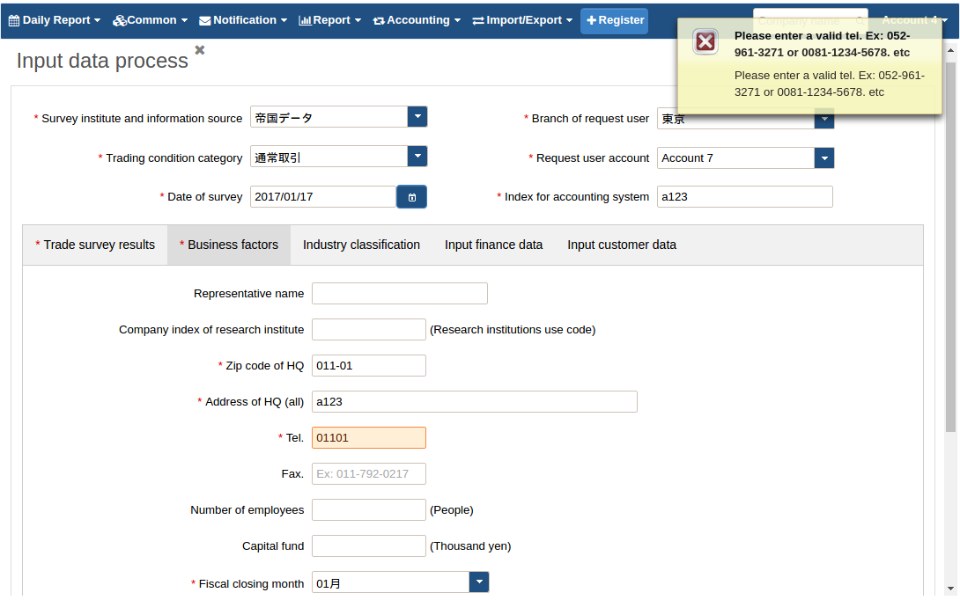 Daily Report Common Notification Report Accounting Import/Export +Register Company name Account 4
Input data process
Please enter a valid tel. Ex: 052-
961-3271 or 0081-1234-5678. etc
Please enter a valid tel. Ex: 052-961-
3271 or 0081-1234-5678. etc
* Survey institute and information source 帝国データ * Branch of request user 東京
* Trading condition category 通常取引 * Request user account Account 7
* Date of survey 2017/01/17 * Index for accounting system a123
* Trade survey results * Business factors Industry classification Input finance data Input customer data
Representative name
Company index of research institute (Research institutions use code)
* Zip code of HQ 011-01
* Address of HQ (all) a123
* Tel. 01101
Fax. Ex: 011-792-0217
Number of employees (People)
Capital fund (Thousand yen)
* Fiscal closing month 01月